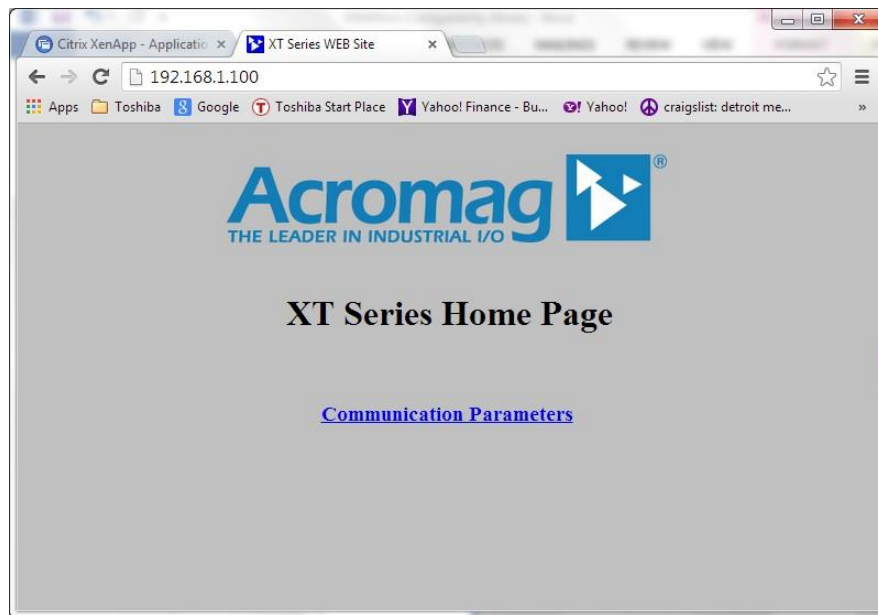 Citrix XenApp - Applicatio
XT Series WEB Site
192.168.1.100
Apps
Toshiba
Google
Toshiba Start Place
Yahoo! Finance - Bu...
Yahoo!
craigslist: detroit me...
»
Acromag®
THE LEADER IN INDUSTRIAL I/O
XT Series Home Page
Communication Parameters